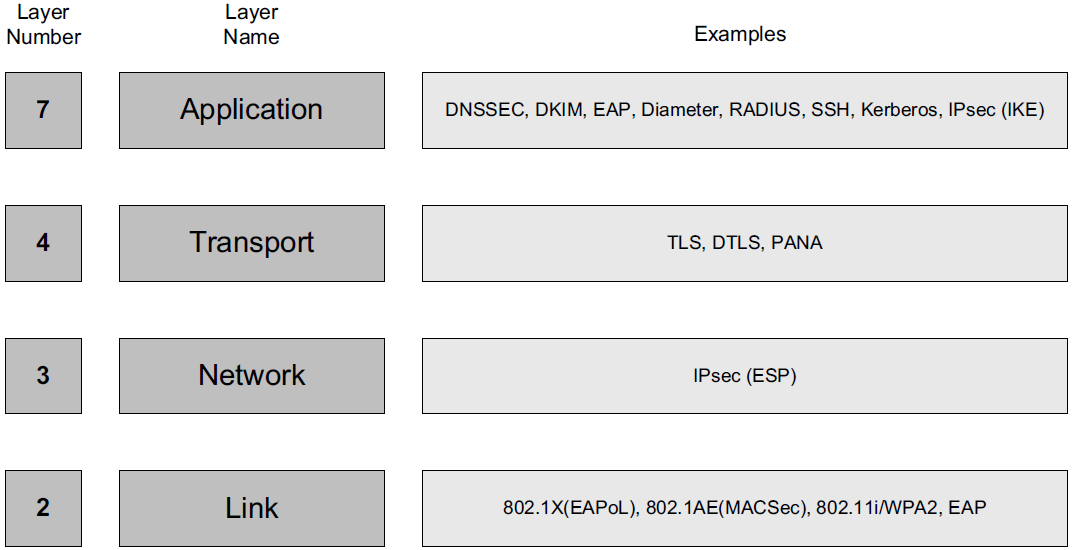 Layer Number
Layer Name
Examples
7
Application
DNSSEC, DKIM, EAP, Diameter, RADIUS, SSH, Kerberos, IPsec (IKE)
4
Transport
TLS, DTLS, PANA
3
Network
IPsec (ESP)
2
Link
802.1X(EAPoL), 802.1AE(MACSec), 802.11i/WPA2, EAP